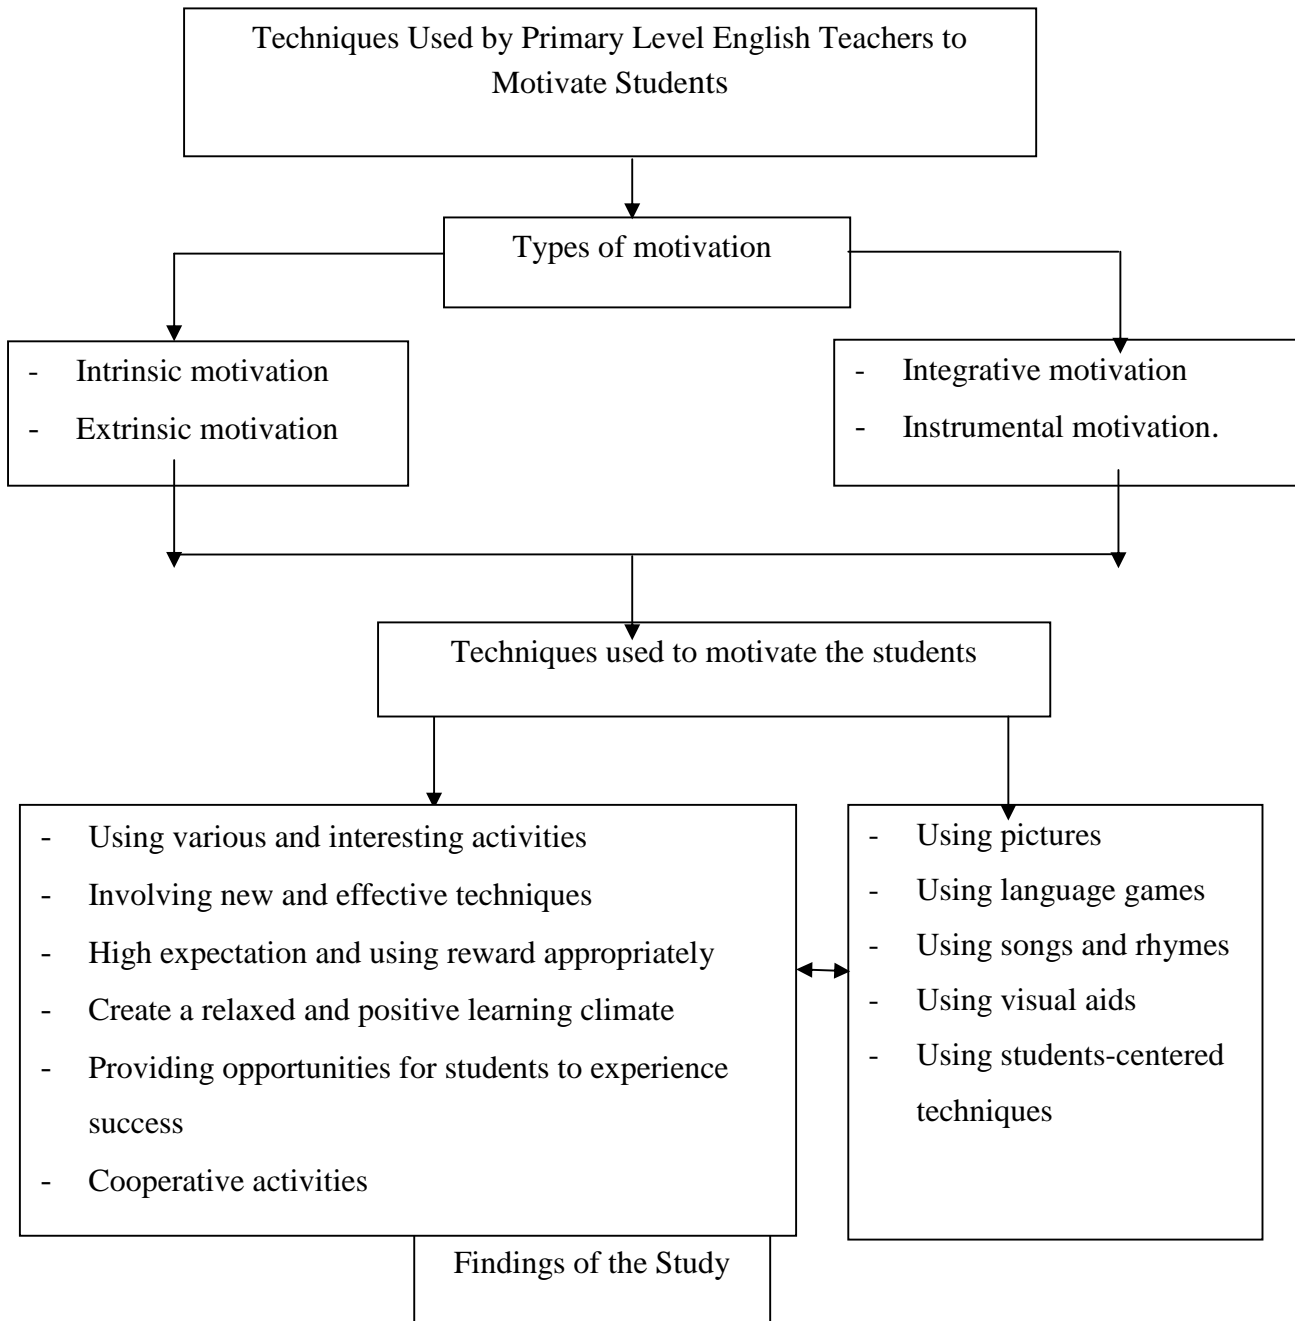 Techniques Used by Primary Level English Teachers to
Motivate Students
Types of motivation
- Intrinsic motivation
- Extrinsic motivation
- Integrative motivation
- Instrumental motivation.
Techniques used to motivate the students
- Using various and interesting activities
- Involving new and effective techniques
- High expectation and using reward appropriately
- Create a relaxed and positive learning climate
- Providing opportunities for students to experience
success
- Cooperative activities
- Using pictures
- Using language games
- Using songs and rhymes
- Using visual aids
- Using students-centered
techniques
Findings of the Study